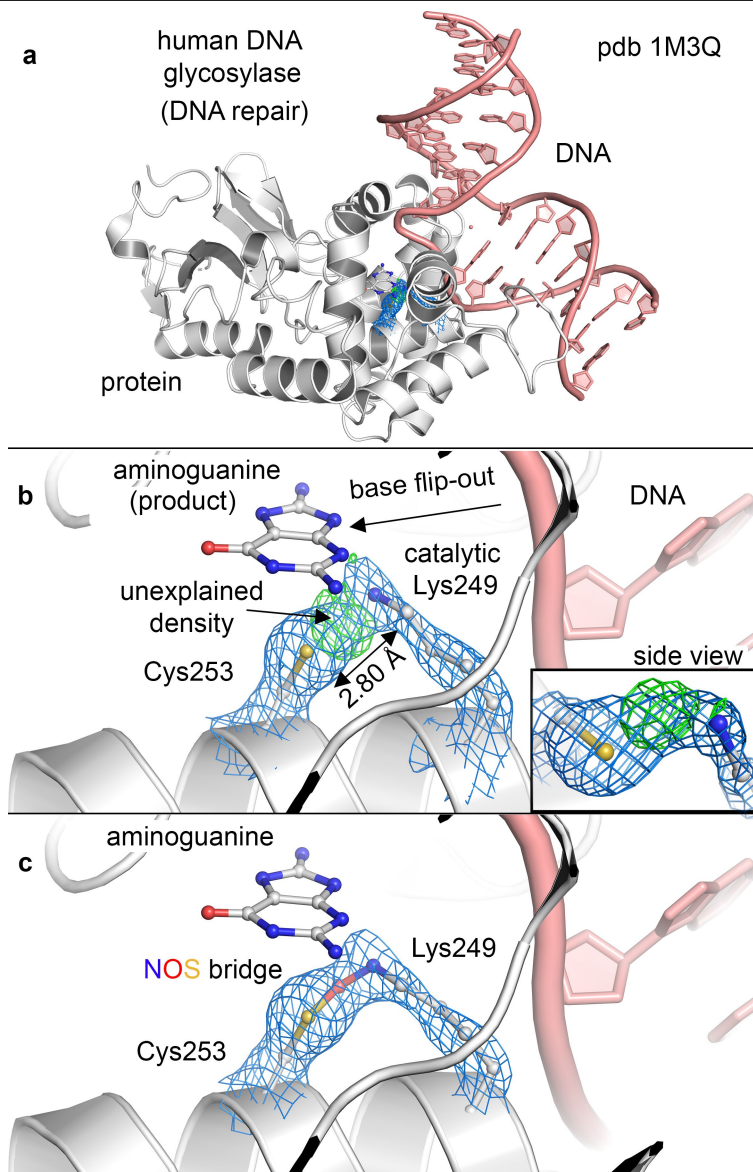 a
human DNA
glycosylase
(DNA repair)
pdb 1M3Q
DNA
protein
b
aminoguanine
(product)
base flip-out
DNA
catalytic
Lys249
unexplained
density
Cys253
2.80 Å
side view
c
aminoguanine
Lys249
NOS bridge
Cys253